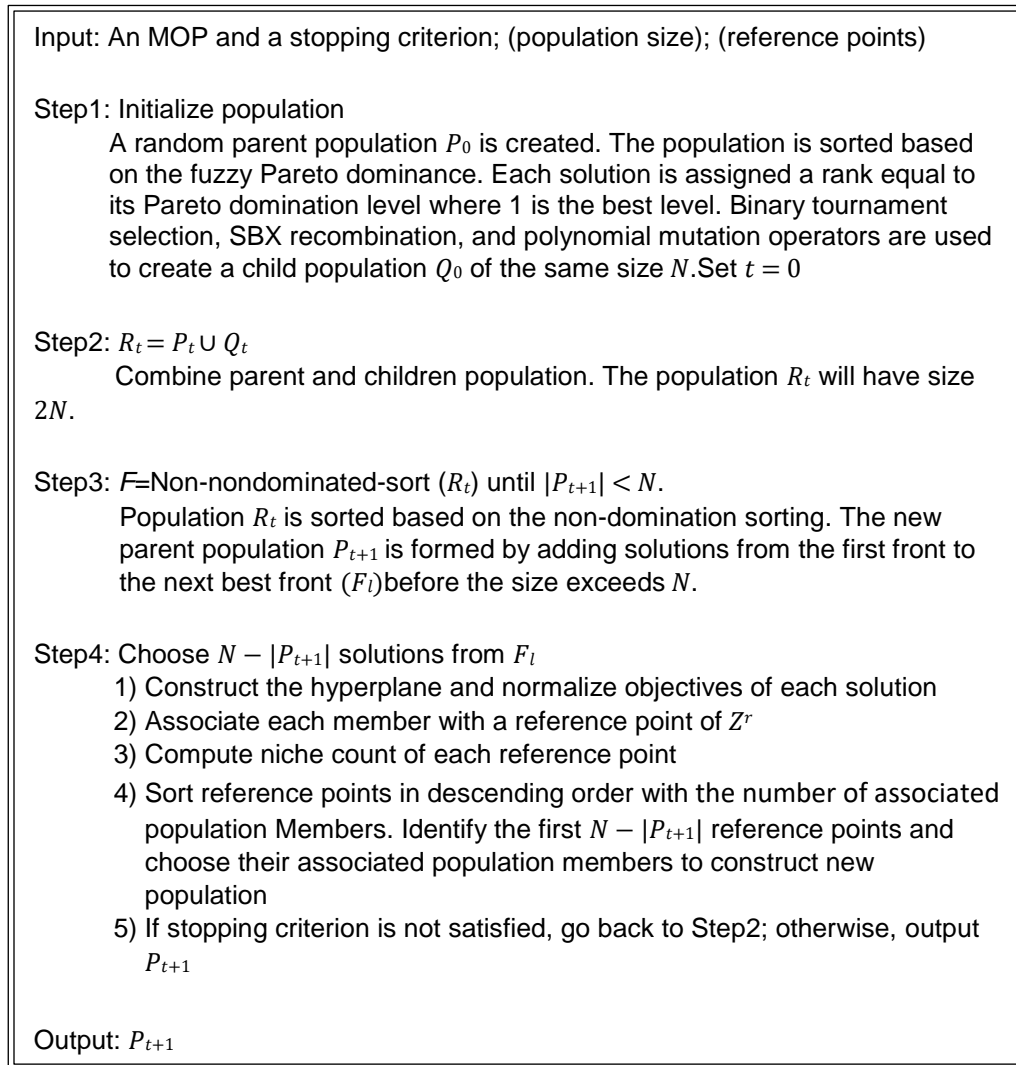 Input: An MOP and a stopping criterion; (population size); (reference points)
Step1: Initialize population
A random parent population P₀ is created. The population is sorted based
on the fuzzy Pareto dominance. Each solution is assigned a rank equal to
its Pareto domination level where 1 is the best level. Binary tournament
selection, SBX recombination, and polynomial mutation operators are used
to create a child population Q₀ of the same size N.Set t = 0
Step2: Rₜ = Pₜ ∪ Qₜ
Combine parent and children population. The population Rₜ will have size
2N.
Step3: F=Non-nondominated-sort (Rₜ) until |Pₜ₊₁| < N.
Population Rₜ is sorted based on the non-domination sorting. The new
parent population Pₜ₊₁ is formed by adding solutions from the first front to
the next best front (Fₗ)before the size exceeds N.
Step4: Choose N − |Pₜ₊₁| solutions from Fₗ
1) Construct the hyperplane and normalize objectives of each solution
2) Associate each member with a reference point of Zʳ
3) Compute niche count of each reference point
4) Sort reference points in descending order with the number of associated
population Members. Identify the first N − |Pₜ₊₁| reference points and
choose their associated population members to construct new
population
5) If stopping criterion is not satisfied, go back to Step2; otherwise, output
Pₜ₊₁
Output: Pₜ₊₁